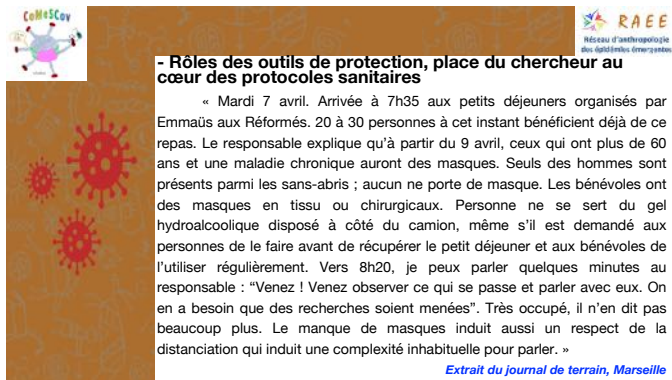 CoMeSCov
RAEE
Réseau d'anthropologie
des épidémies émergentes
- Rôles des outils de protection, place du chercheur au
cœur des protocoles sanitaires
« Mardi 7 avril. Arrivée à 7h35 aux petits déjeuners organisés par
Emmaüs aux Réformés. 20 à 30 personnes à cet instant bénéficient déjà de ce
repas. Le responsable explique qu'à partir du 9 avril, ceux qui ont plus de 60
ans et une maladie chronique auront des masques. Seuls des hommes sont
présents parmi les sans-abris ; aucun ne porte de masque. Les bénévoles ont
des masques en tissu ou chirurgicaux. Personne ne se sert du gel
hydroalcoolique disposé à côté du camion, même s'il est demandé aux
personnes de le faire avant de récupérer le petit déjeuner et aux bénévoles de
l'utiliser régulièrement. Vers 8h20, je peux parler quelques minutes au
responsable : “Venez ! Venez observer ce qui se passe et parler avec eux. On
en a besoin que des recherches soient menées”. Très occupé, il n'en dit pas
beaucoup plus. Le manque de masques induit aussi un respect de la
distanciation qui induit une complexité inhabituelle pour parler. »
Extrait du journal de terrain, Marseille